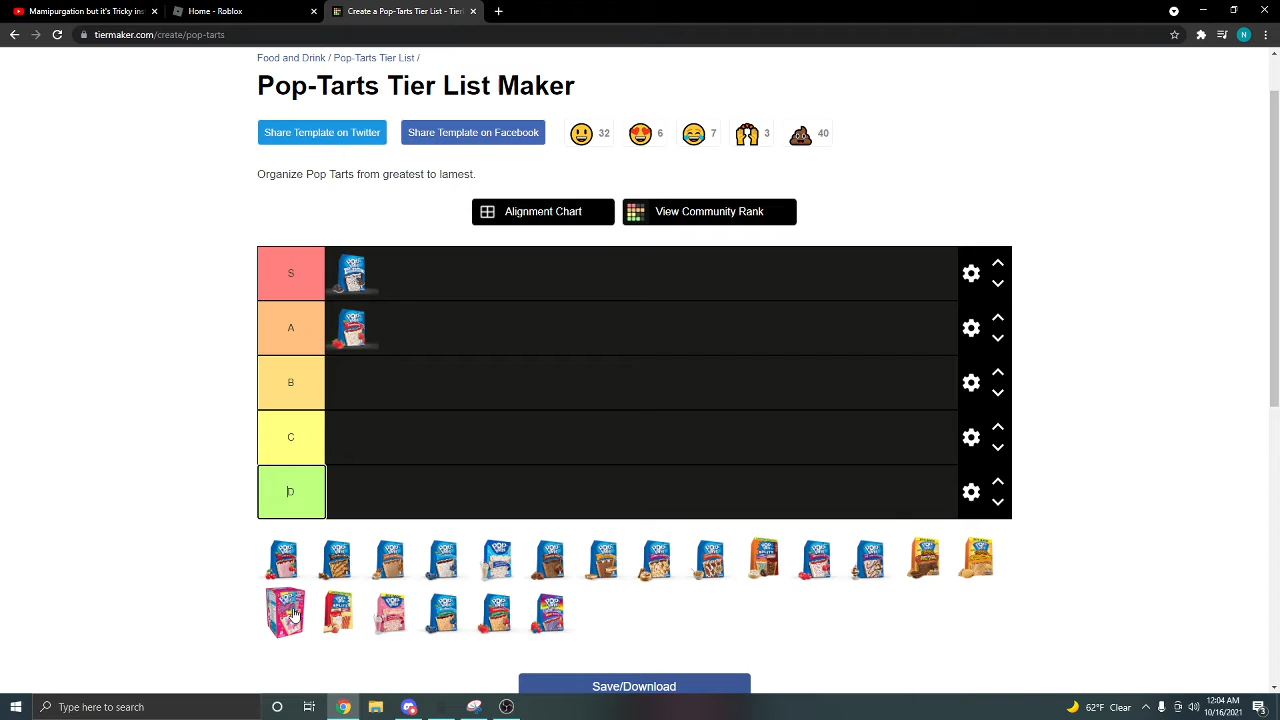 Mamipurgation but it's Tricky ins
Home - Roblox
Create a Pop-Tarts Tier List - Tier
tiermaker.com/create/pop-tarts
N
Food and Drink / Pop-Tarts Tier List /
Pop-Tarts Tier List Maker
Share Template on Twitter
Share Template on Facebook
32
6
7
3
40
Organize Pop Tarts from greatest to lamest.
Alignment Chart
View Community Rank
S
A
B
C
D
Save/Download
Type here to search
62°F Clear
12:04 AM
10/16/2021
3